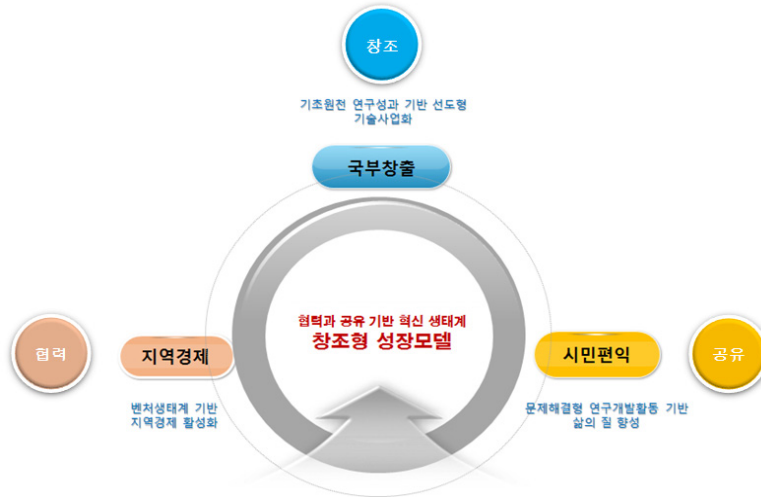 창조
기초원천 연구성과 기반 선도형
기술사업화
국부창출
협력과 공유 기반 혁신 생태계
창조형 성장모델
협력
지역경제
벤처생태계 기반
지역경제 활성화
시민편익
공유
문제해결형 연구개발활동 기반
삶의 질 향성